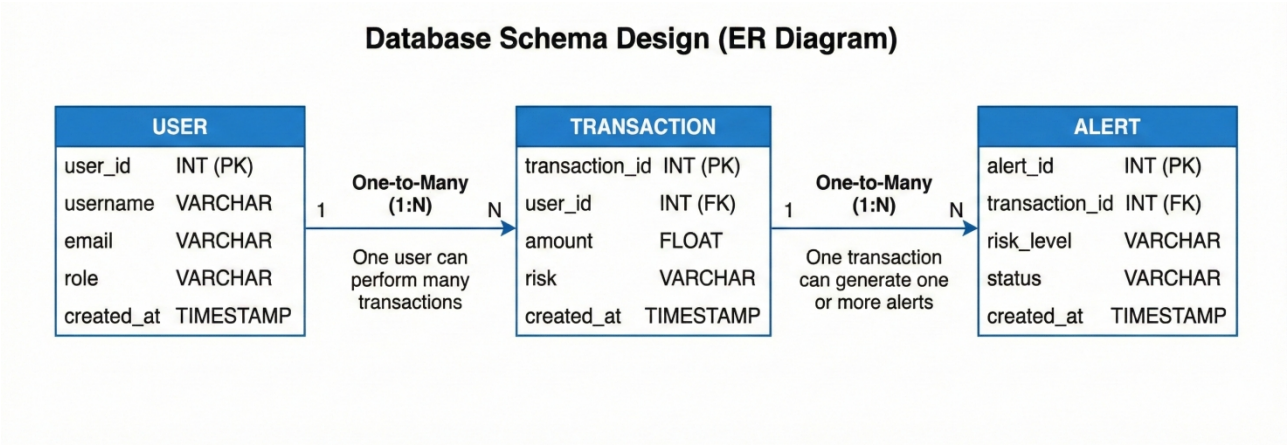 Database Schema Design (ER Diagram)
USER
user_id INT (PK)
username VARCHAR
email VARCHAR
role VARCHAR
created_at TIMESTAMP
One-to-Many
(1:N)
1 N
One user can
perform many
transactions
TRANSACTION
transaction_id INT (PK)
user_id INT (FK)
amount FLOAT
risk VARCHAR
created_at TIMESTAMP
One-to-Many
(1:N)
1 N
One transaction
can generate one
or more alerts
ALERT
alert_id INT (PK)
transaction_id INT (FK)
risk_level VARCHAR
status VARCHAR
created_at TIMESTAMP